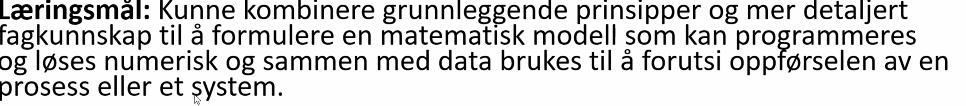 Læringsmål: Kunne kombinere grunnleggende prinsipper og mer detaljert
fagkunnskap til å formulere en matematisk modell som kan programmeres
og løses numerisk og sammen med data brukes til å forutsi oppførselen av en
prosess eller et system.